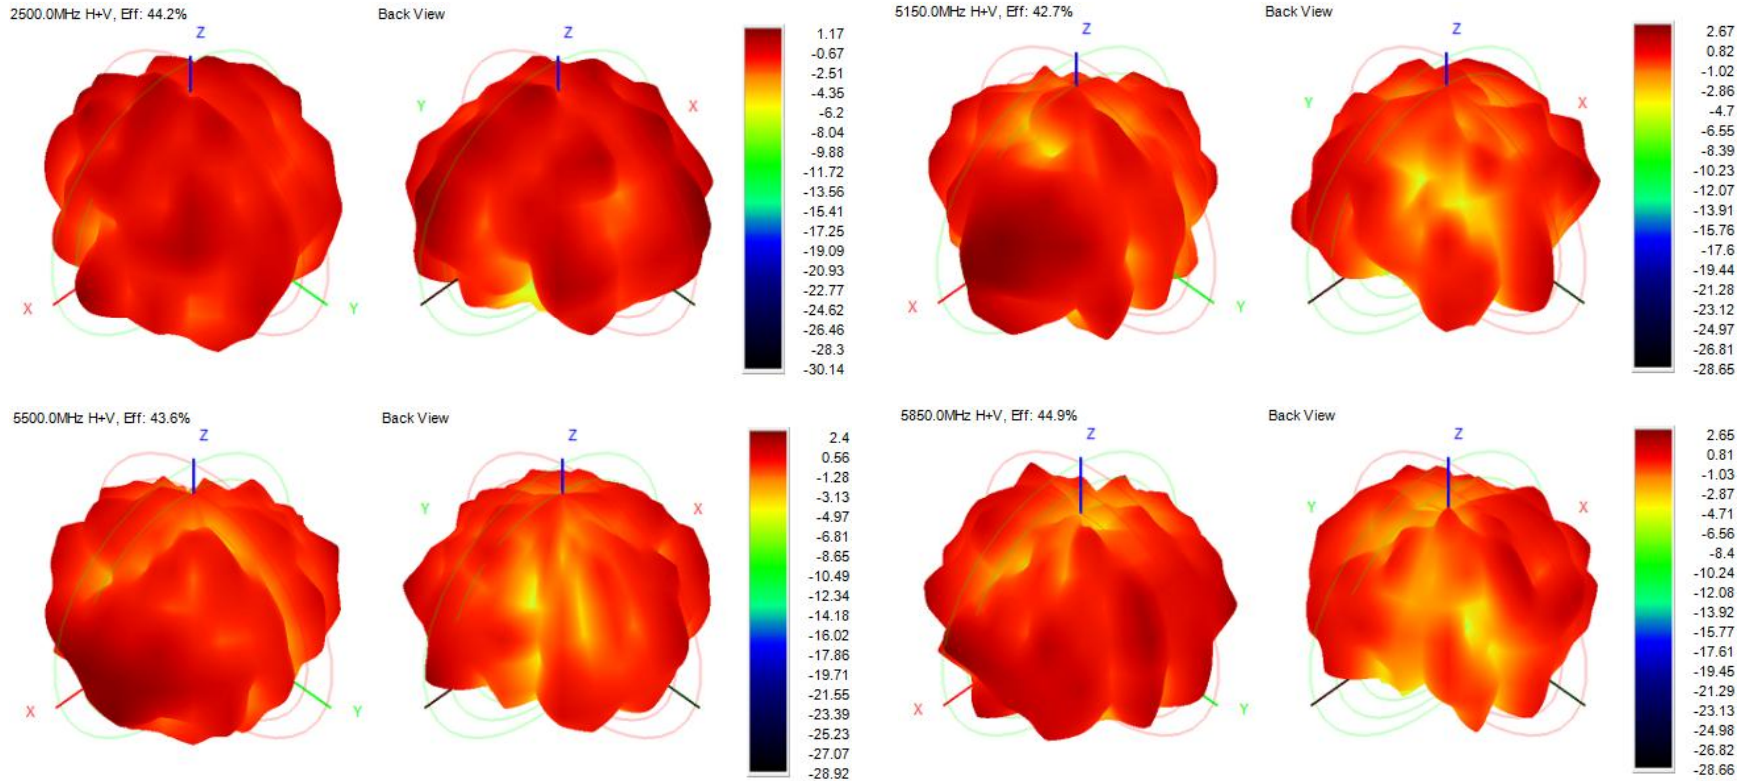 2500.0MHz H+V, Eff: 44.2%
Back View
Z
Z
Y
X
X
Y
1.17
-0.67
-2.51
-4.35
-6.2
-8.04
-9.88
-11.72
-13.56
-15.41
-17.25
-19.09
-20.93
-22.77
-24.62
-26.46
-28.3
-30.14
5150.0MHz H+V, Eff: 42.7%
Back View
Z
Z
Y
X
X
Y
2.67
0.82
-1.02
-2.86
-4.7
-6.55
-8.39
-10.23
-12.07
-13.91
-15.76
-17.6
-19.44
-21.28
-23.12
-24.97
-26.81
-28.65
5500.0MHz H+V, Eff: 43.6%
Back View
Z
Z
Y
X
X
Y
2.4
0.56
-1.28
-3.13
-4.97
-6.81
-8.65
-10.49
-12.34
-14.18
-16.02
-17.86
-19.71
-21.55
-23.39
-25.23
-27.07
-28.92
5850.0MHz H+V, Eff: 44.9%
Back View
Z
Z
Y
X
X
Y
2.65
0.81
-1.03
-2.87
-4.71
-6.56
-8.4
-10.24
-12.08
-13.92
-15.77
-17.61
-19.45
-21.29
-23.13
-24.98
-26.82
-28.66